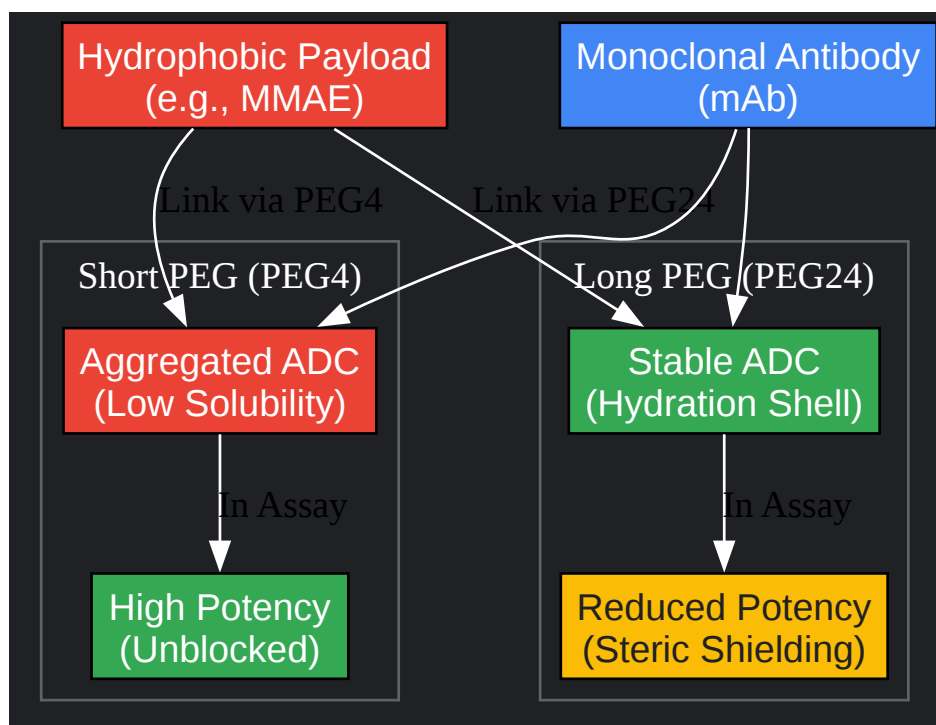 Hydrophobic Payload
(e.g., MMAE)
Monoclonal Antibody
(mAb)
Link via PEG4
Link via PEG24
Short PEG (PEG4)
Long PEG (PEG24)
Aggregated ADC
(Low Solubility)
Stable ADC
(Hydration Shell)
In Assay
In Assay
High Potency
(Unblocked)
Reduced Potency
(Steric Shielding)